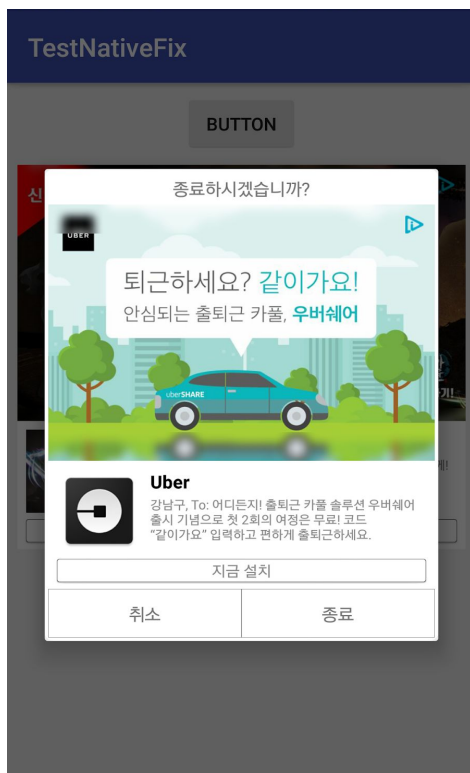 TestNativeFix
BUTTON
신
종료하시겠습니까?
UBER
퇴근하세요? 같이가요!
안심되는 출퇴근 카풀, 우버쉐어
uberSHARE
기!
Uber
강남구, To: 어디든지! 출퇴근 카풀 솔루션 우버쉐어
출시 기념으로 첫 2회의 여정은 무료! 코드
“같이가요” 입력하고 편하게 출퇴근하세요.
지금 설치
취소
종료